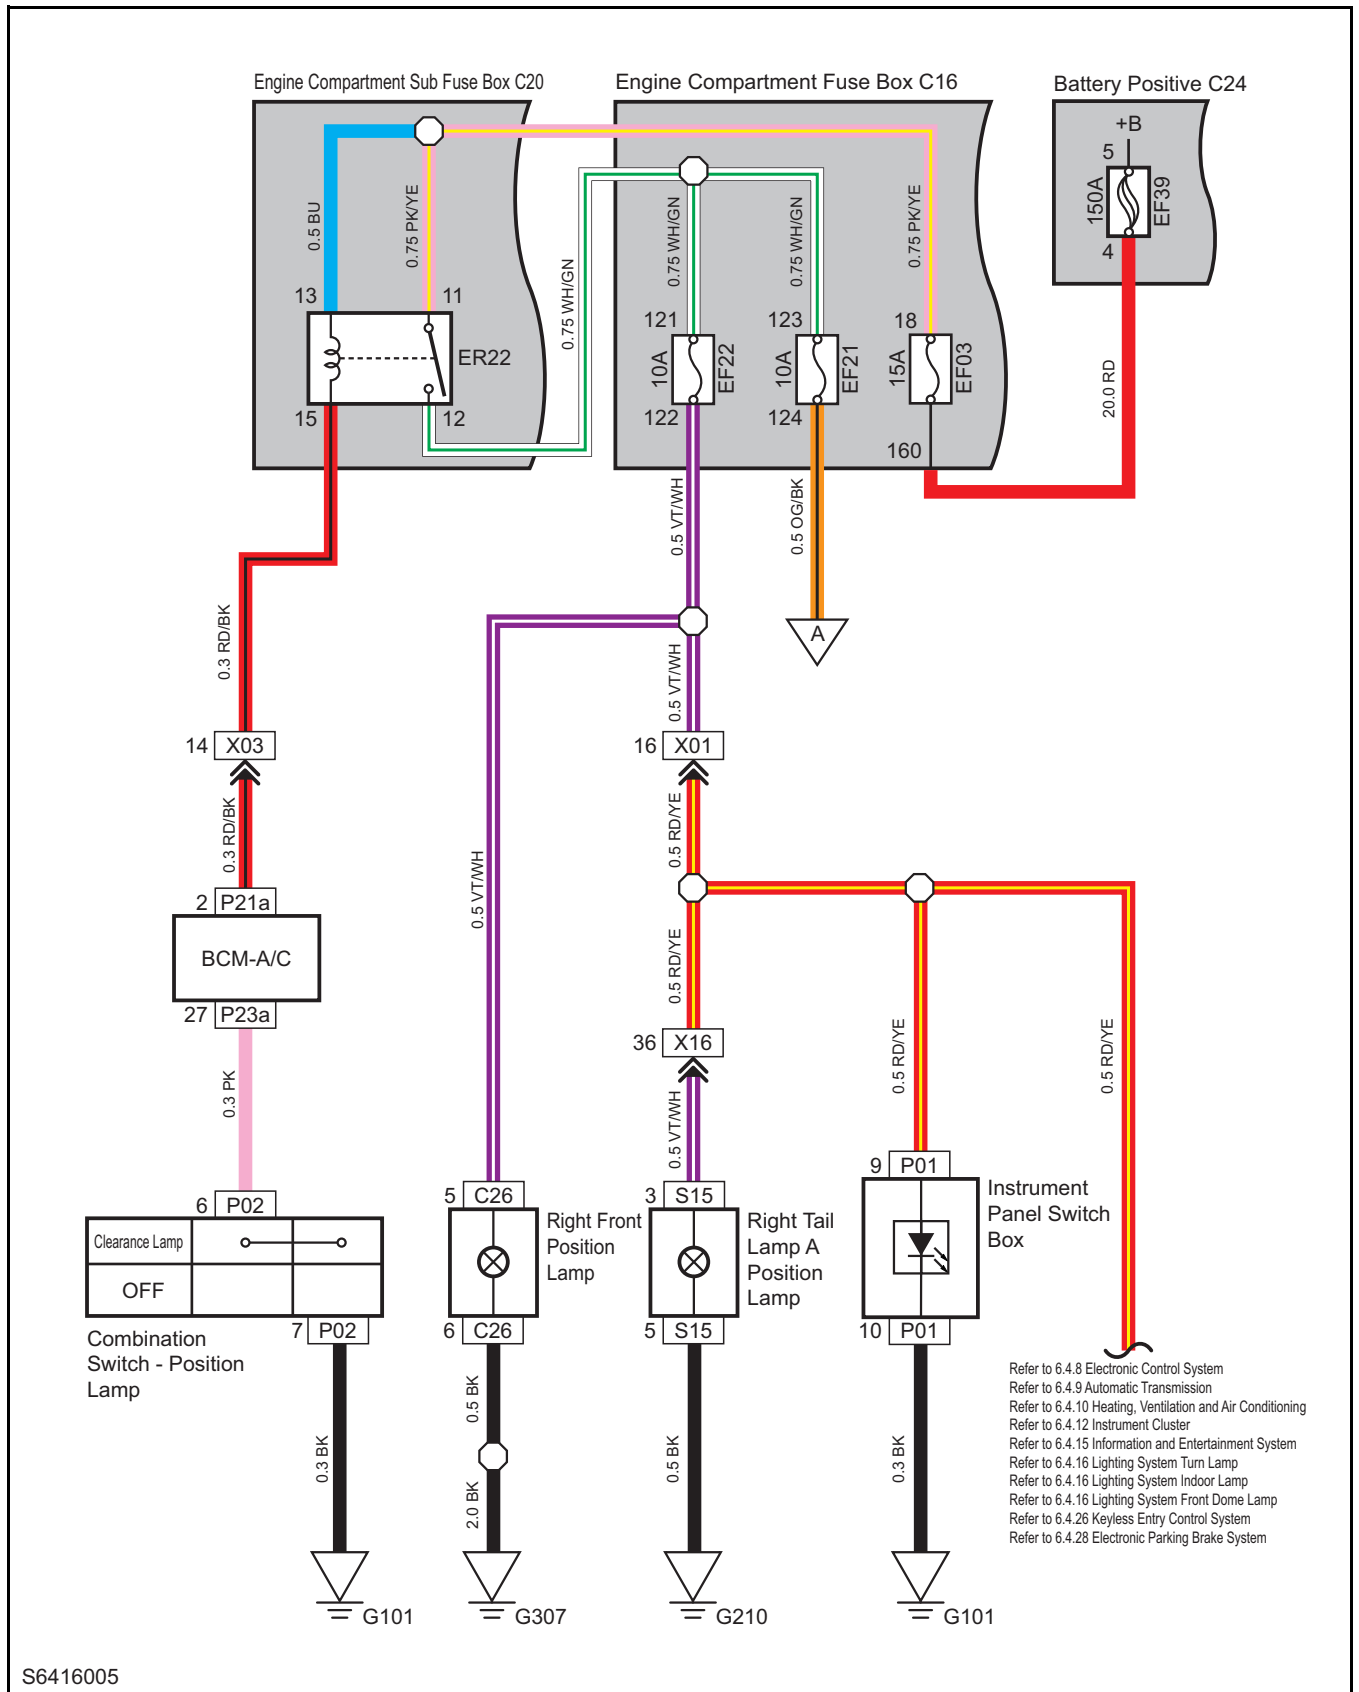 Engine Compartment Sub Fuse Box C20
Engine Compartment Fuse Box C16
Battery Positive C24
+B
5
150A
EF39
4
0.5 BU
0.75 PK/YE
0.75 WH/GN
0.75 WH/GN
0.75 WH/GN
0.75 PK/YE
20.0 RD
13
11
ER22
15
12
121
10A
EF22
122
123
10A
EF21
124
18
15A
EF03
160
0.5 VT/WH
0.5 OG/BK
A
0.3 RD/BK
0.5 VT/WH
14 X03
16 X01
0.3 RD/BK
0.5 VT/WH
0.5 RD/YE
2 P21a
BCM-A/C
27 P23a
0.5 RD/YE
36 X16
0.5 RD/YE
0.5 RD/YE
0.3 PK
0.5 VT/WH
6 P02
Clearance Lamp
OFF
7 P02
Combination
Switch - Position
Lamp
5 C26
Right Front
Position
Lamp
6 C26
3 S15
Right Tail
Lamp A
Position
Lamp
5 S15
9 P01
Instrument
Panel Switch
Box
10 P01
Refer to 6.4.8 Electronic Control System
Refer to 6.4.9 Automatic Transmission
Refer to 6.4.10 Heating, Ventilation and Air Conditioning
Refer to 6.4.12 Instrument Cluster
Refer to 6.4.15 Information and Entertainment System
Refer to 6.4.16 Lighting System Turn Lamp
Refer to 6.4.16 Lighting System Indoor Lamp
Refer to 6.4.16 Lighting System Front Dome Lamp
Refer to 6.4.26 Keyless Entry Control System
Refer to 6.4.28 Electronic Parking Brake System
0.3 BK
0.5 BK
2.0 BK
0.5 BK
0.3 BK
G101
G307
G210
G101
S6416005